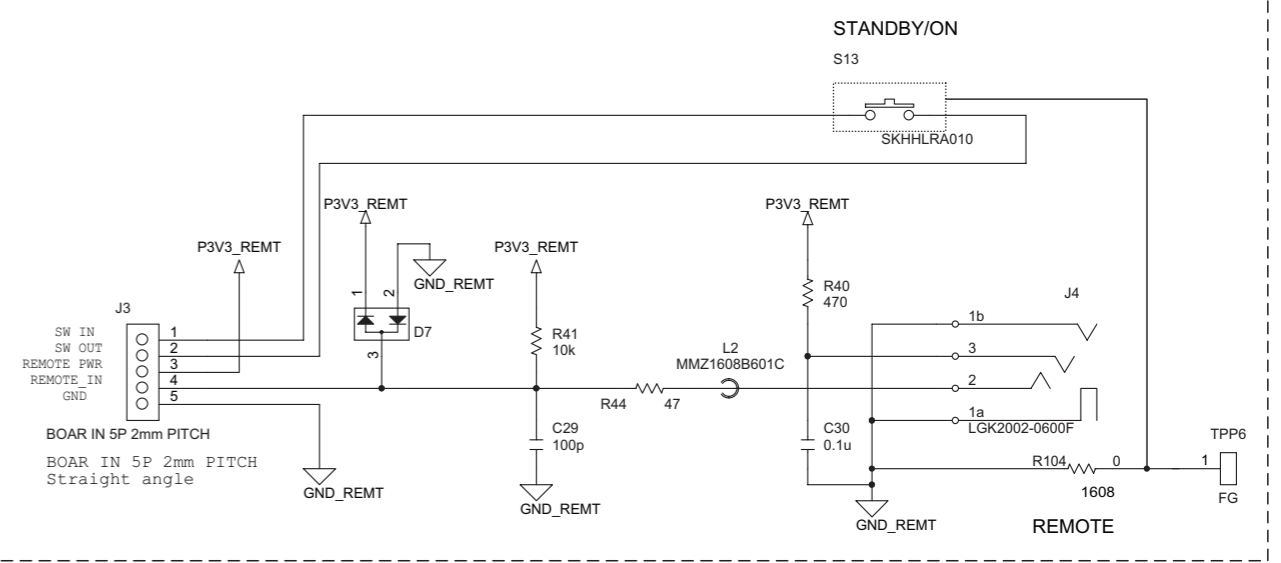 STANDBY/ON
S13
SKHHLRA010
P3V3_REMT
P3V3_REMT
P3V3_REMT
P3V3_REMT
GND_REMT
1
2
D7
3
R41
10k
R40
470
J4
J3
SW IN
1
SW OUT
2
REMOTE PWR
3
REMOTE_IN
4
GND
5
BOAR IN 5P 2mm PITCH
BOAR IN 5P 2mm PITCH
Straight angle
GND_REMT
L2
MMZ1608B601C
R44
47
1b
3
2
1a
LGK2002-0600F
C29
100p
C30
0.1u
GND_REMT
GND_REMT
R104
0
1608
REMOTE
TPP6
1
FG